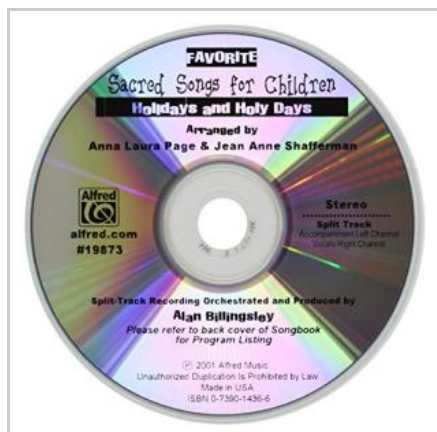 FAVORITE
Sacred Songs for Children
Holidays and Holy Days
Arranged by
Anna Laura Page & Jean Anne Shafferman
Alfred
alfred.com
#19873
Stereo
Split Track
Accompaniment Left Channel
Vocals Right Channel
Split-Track Recording Orchestrated and Produced by
Alan Billingsley
Please refer to back cover of Songbook
for Program Listing
℗ 2001 Alfred Music
Unauthorized Duplication Is Prohibited by Law
Made in USA
ISBN 0-7390-1436-6